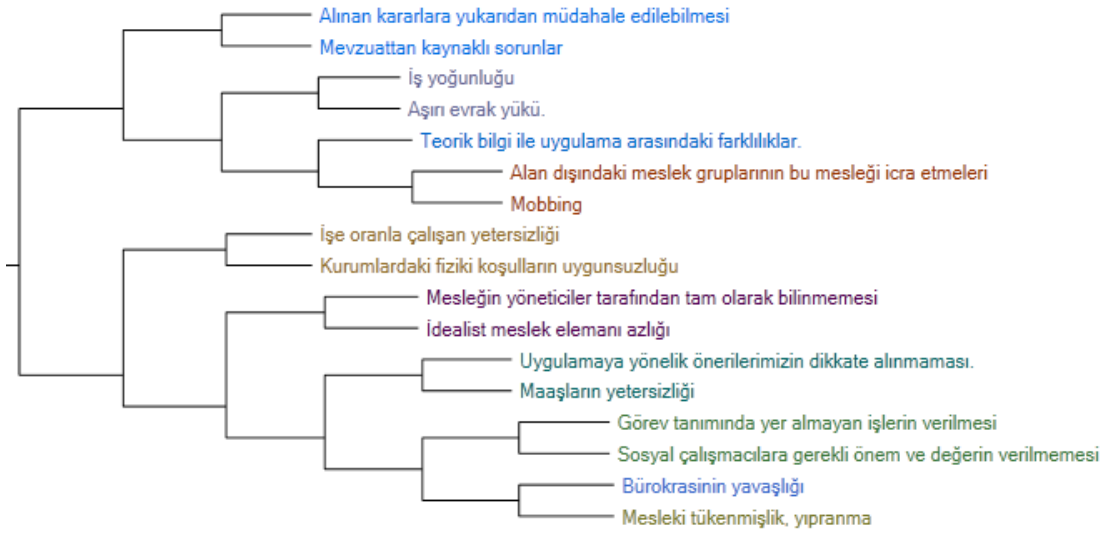 Alınan kararlara yukarıdan müdahale edilebilmesi
Mevzuattan kaynaklı sorunlar
İş yoğunluğu
Aşırı evrak yükü.
Teorik bilgi ile uygulama arasındaki farklılıklar.
Alan dışındaki meslek gruplarının bu mesleği icra etmeleri
Mobbing
İşe oranla çalışan yetersizliği
Kurumlardaki fiziki koşulların uygunsuzluğu
Mesleğin yöneticiler tarafından tam olarak bilinmemesi
İdealist meslek elemanı azlığı
Uygulamaya yönelik önerilerimizin dikkate alınmaması.
Maaşların yetersizliği
Görev tanımında yer almayan işlerin verilmesi
Sosyal çalışmacılara gerekli önem ve değerin verilmemesi
Bürokrasinin yavaşlığı
Mesleki tükenmişlik, yıpranma